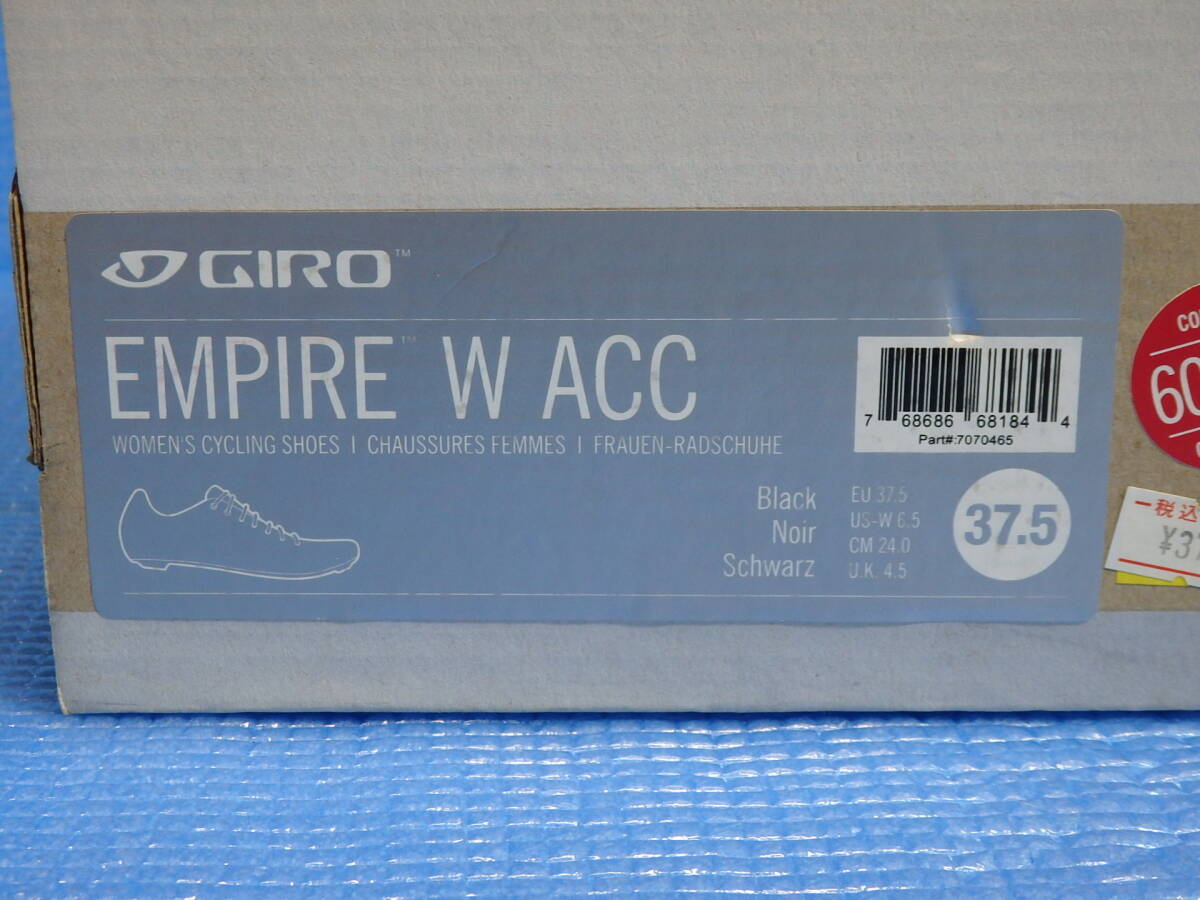 GIRO™
EMPIRE™ W ACC
WOMEN'S CYCLING SHOES | CHAUSSURES FEMMES | FRAUEN-RADSCHUHE
7 68686 68184 4
Part#:7070465
Black
Noir
Schwarz
EU 37.5
US-W 6.5
CM 24.0
U.K. 4.5
37.5
60
税込